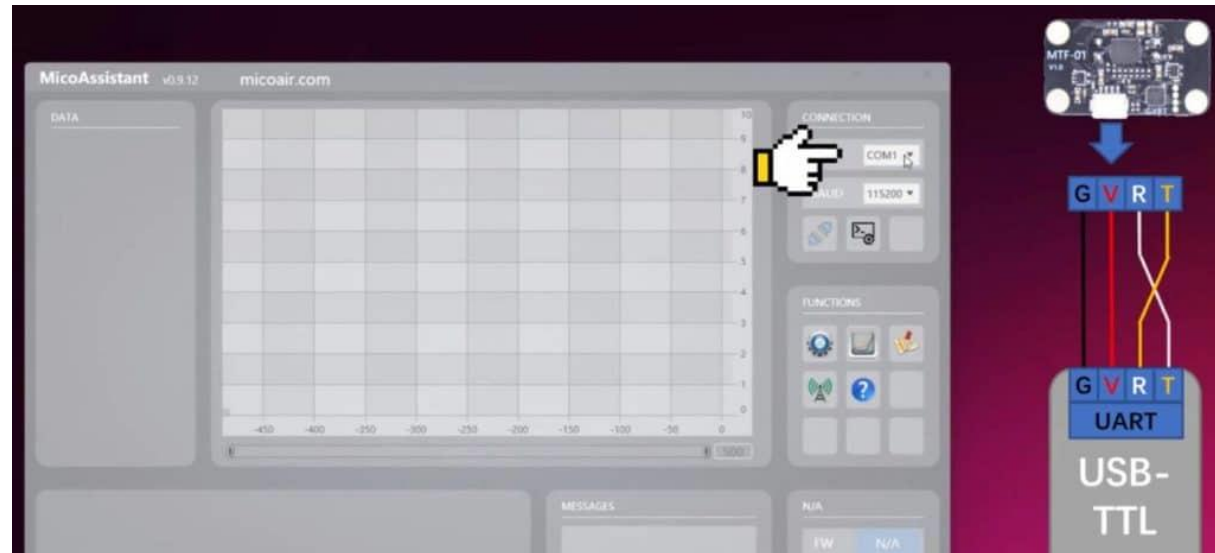 MicoAssistant v0.9.12 micoair.com
DATA
10
9
8
7
6
5
4
3
2
1
0
-450 -400 -350 -300 -250 -200 -150 -100 -50 0
500
CONNECTION
COM1
BAUD 115200
FUNCTIONS
MESSAGES
N/A
FW N/A
MTF-01
V1.0
G V R T
G V R T
UART
USB-
TTL